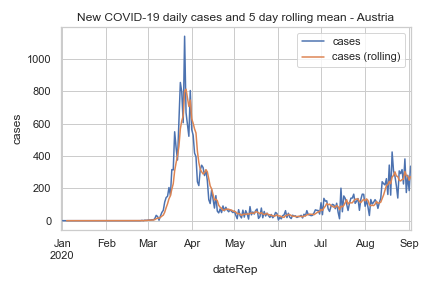 New COVID-19 daily cases and 5 day rolling mean - Austria
cases
cases (rolling)
1000
800
600
400
200
0
cases
Jan Feb Mar Apr May Jun Jul Aug Sep
2020
dateRep